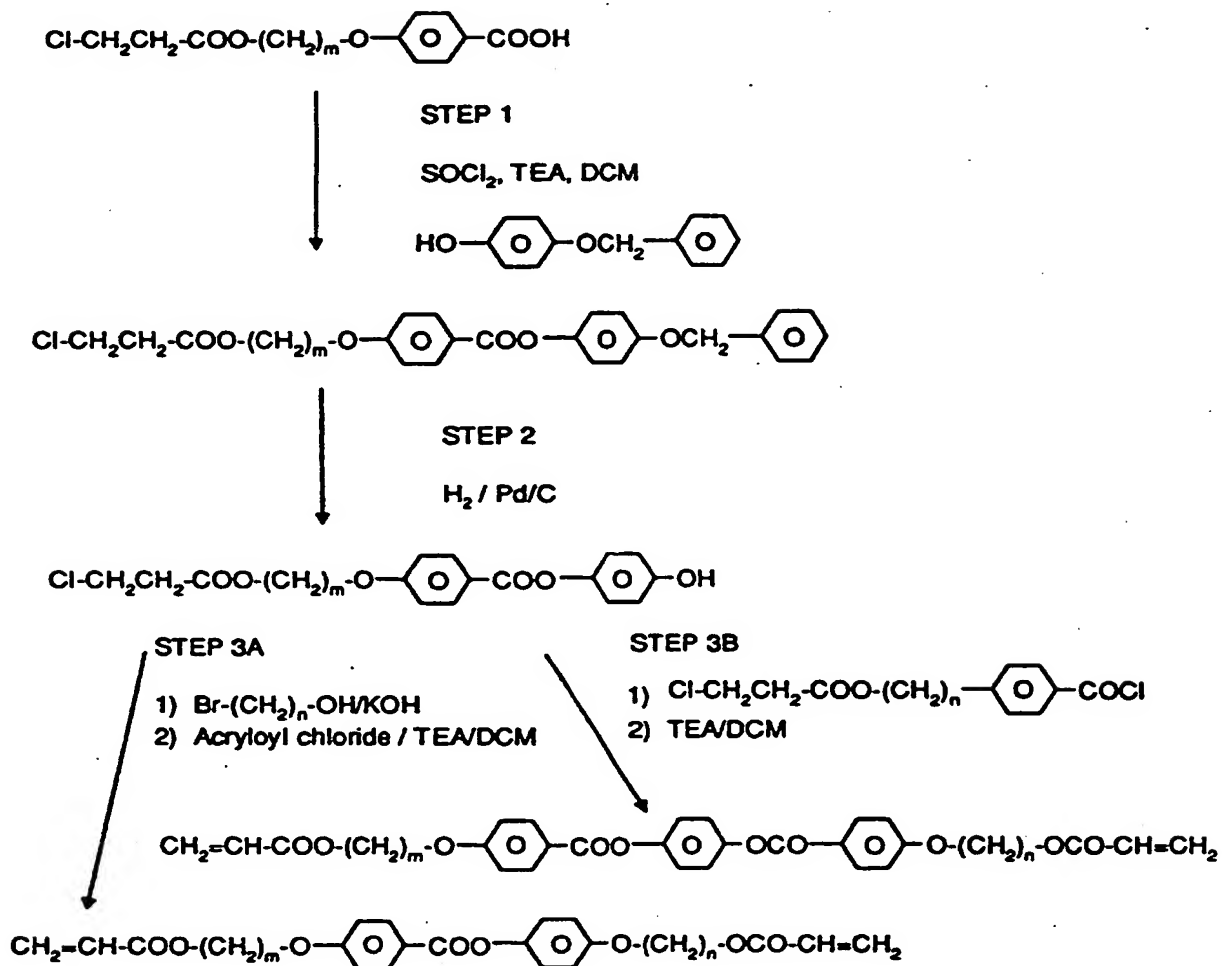 Cl-CH₂CH₂-COO-(CH₂)ₘ-O-⌬-COOH
STEP 1
SOCl₂, TEA, DCM
HO-⌬-OCH₂-⌬
Cl-CH₂CH₂-COO-(CH₂)ₘ-O-⌬-COO-⌬-OCH₂-⌬
STEP 2
H₂ / Pd/C
Cl-CH₂CH₂-COO-(CH₂)ₘ-O-⌬-COO-⌬-OH
STEP 3A
1) Br-(CH₂)ₙ-OH/KOH
2) Acryloyl chloride / TEA/DCM
STEP 3B
1) Cl-CH₂CH₂-COO-(CH₂)ₙ-⌬-COCl
2) TEA/DCM
CH₂=CH-COO-(CH₂)ₘ-O-⌬-COO-⌬-OCO-⌬-O-(CH₂)ₙ-OCO-CH=CH₂
CH₂=CH-COO-(CH₂)ₘ-O-⌬-COO-⌬-O-(CH₂)ₙ-OCO-CH=CH₂